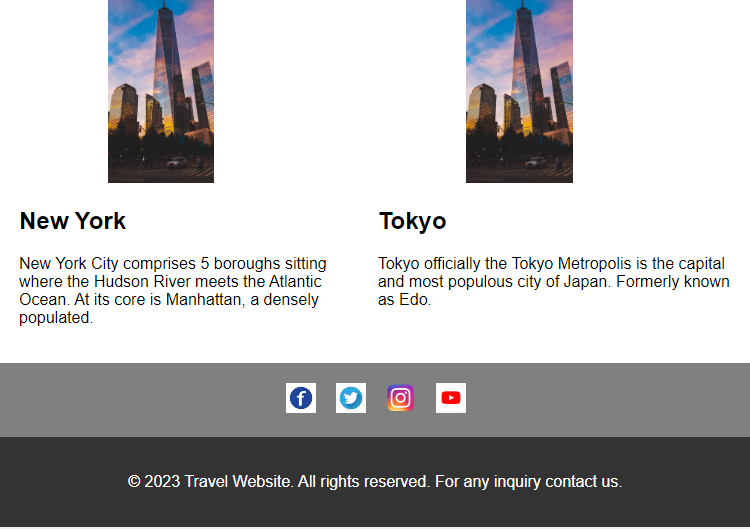 New York
New York City comprises 5 boroughs sitting
where the Hudson River meets the Atlantic
Ocean. At its core is Manhattan, a densely
populated.
Tokyo
Tokyo officially the Tokyo Metropolis is the capital
and most populous city of Japan. Formerly known
as Edo.
© 2023 Travel Website. All rights reserved. For any inquiry contact us.